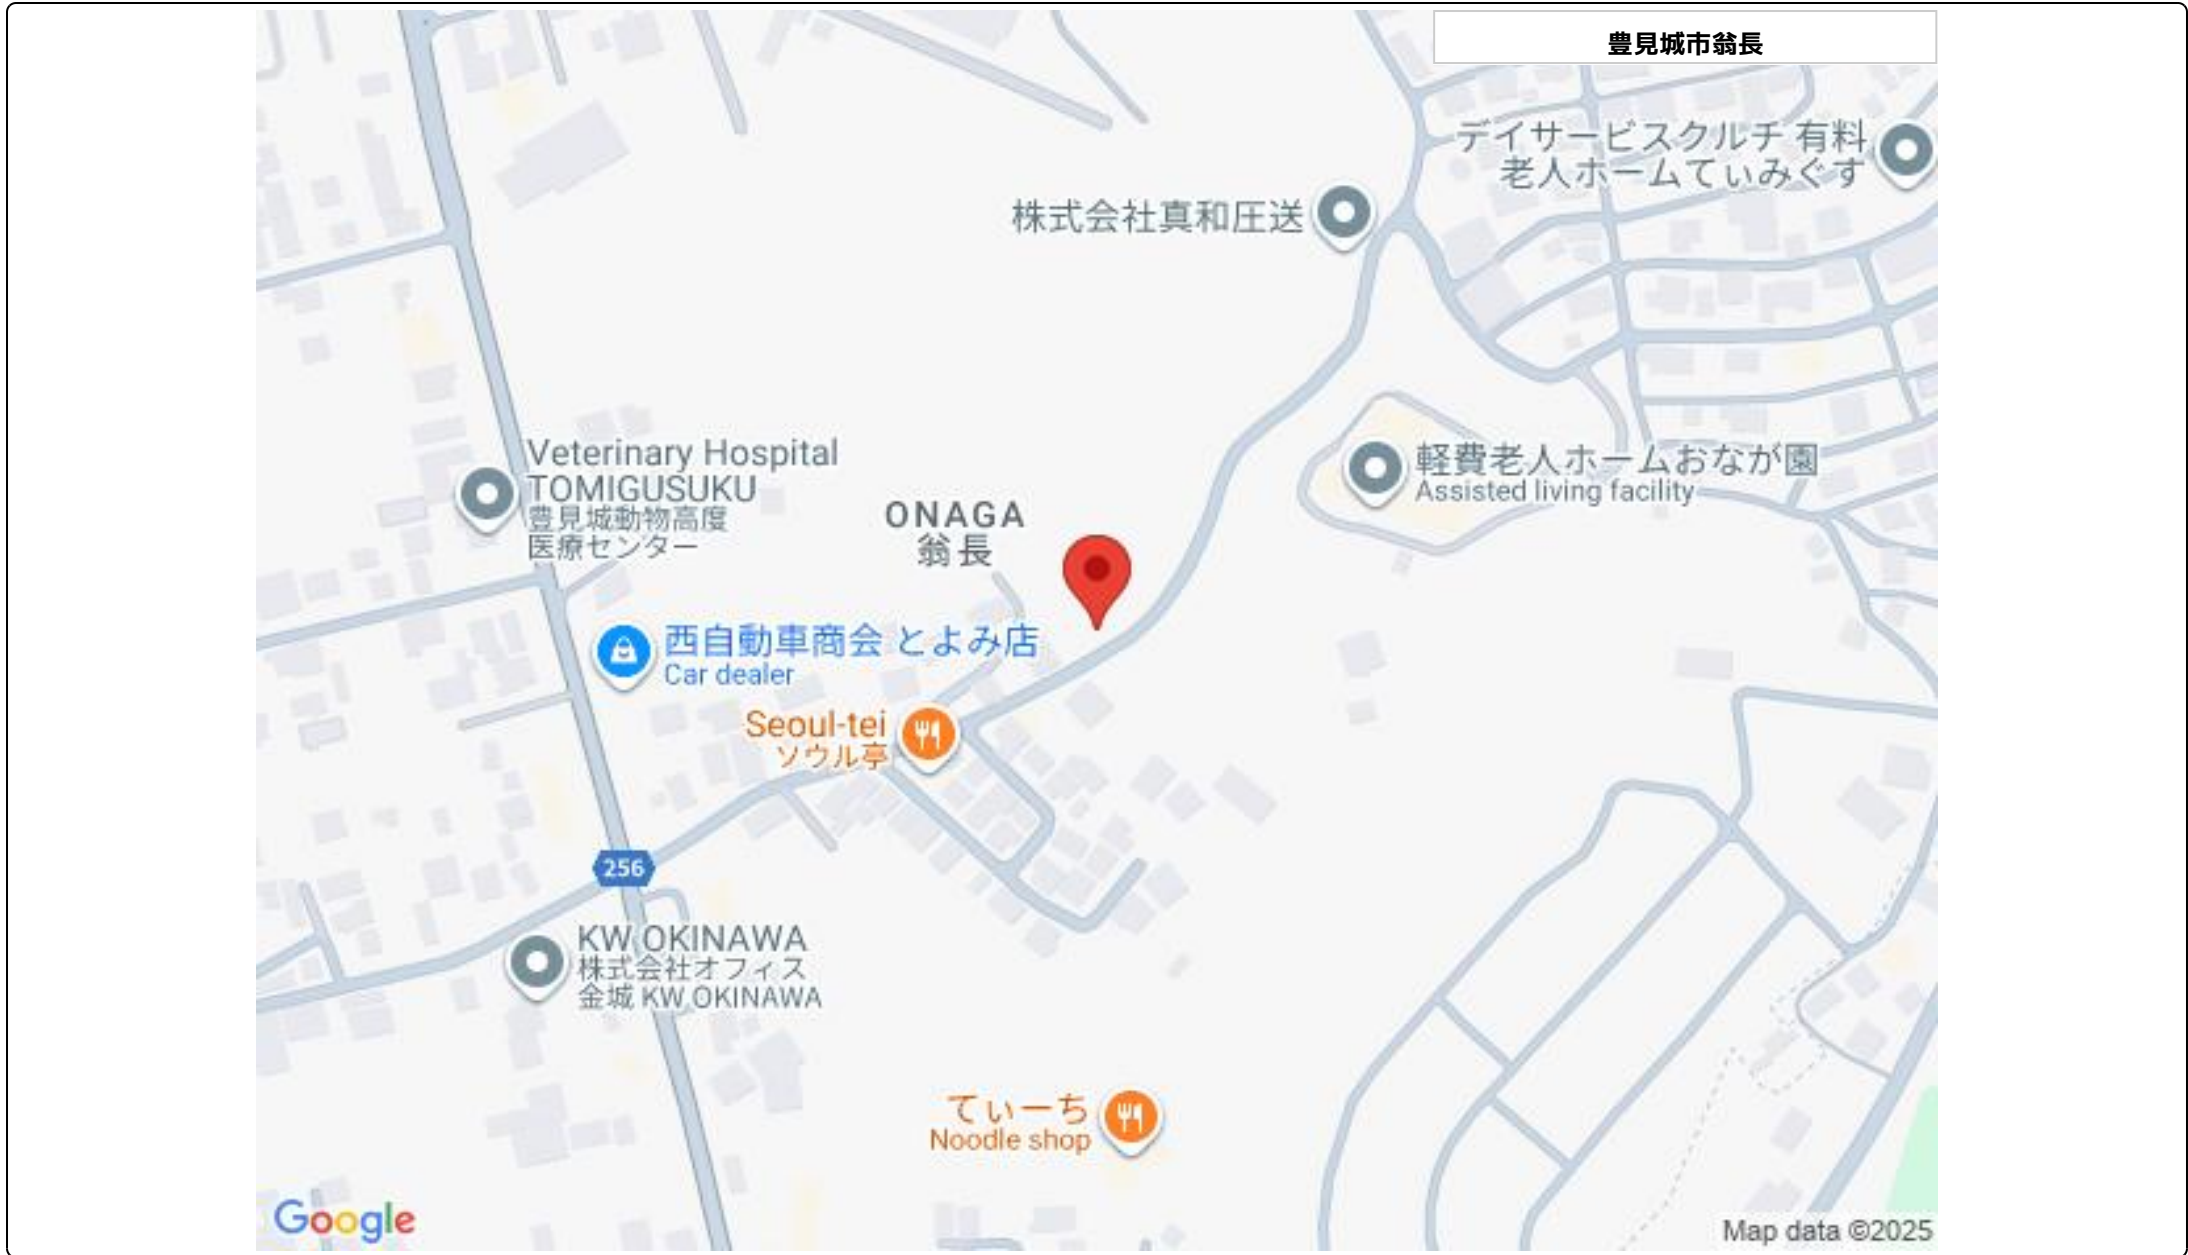 豊見城市翁長
デイサービスクルチ 有料
老人ホームてぃみぐす
株式会社真和圧送
Veterinary Hospital
TOMIGUSUKU
豊見城動物高度
医療センター
軽費老人ホームおなが園
Assisted living facility
ONAGA
翁長
西自動車商会 とよみ店
Car dealer
Seoul-tei
ソウル亭
256
KW OKINAWA
株式会社オフィス
金城 KW OKINAWA
てぃーち
Noodle shop
Google
Map data ©2025